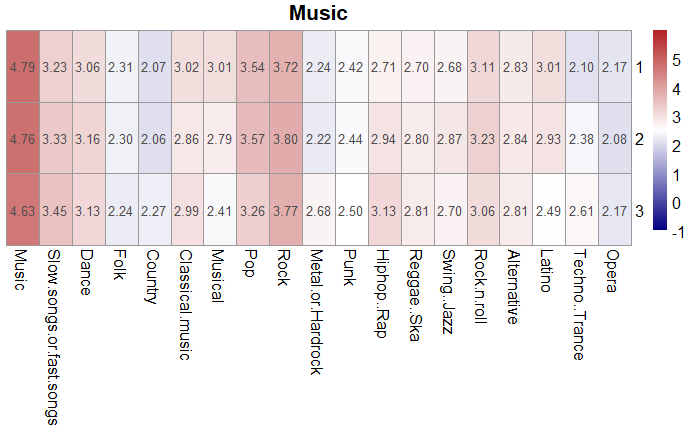 Music
4.79 3.23 3.06 2.31 2.07 3.02 3.01 3.54 3.72 2.24 2.42 2.71 2.70 2.68 3.11 2.83 3.01 2.10 2.17 1
4.76 3.33 3.16 2.30 2.06 2.86 2.79 3.57 3.80 2.22 2.44 2.94 2.80 2.87 3.23 2.84 2.93 2.38 2.08 2
4.63 3.45 3.13 2.24 2.27 2.99 2.41 3.26 3.77 2.68 2.50 3.13 2.81 2.70 3.06 2.81 2.49 2.61 2.17 3
Music
Slow.songs.or.fast.songs
Dance
Folk
Country
Classical.music
Musical
Pop
Rock
Metal.or.Hardrock
Punk
Hiphop..Rap
Reggae..Ska
Swing..Jazz
Rock.n.roll
Alternative
Latino
Techno..Trance
Opera
5
4
3
2
1
0
-1